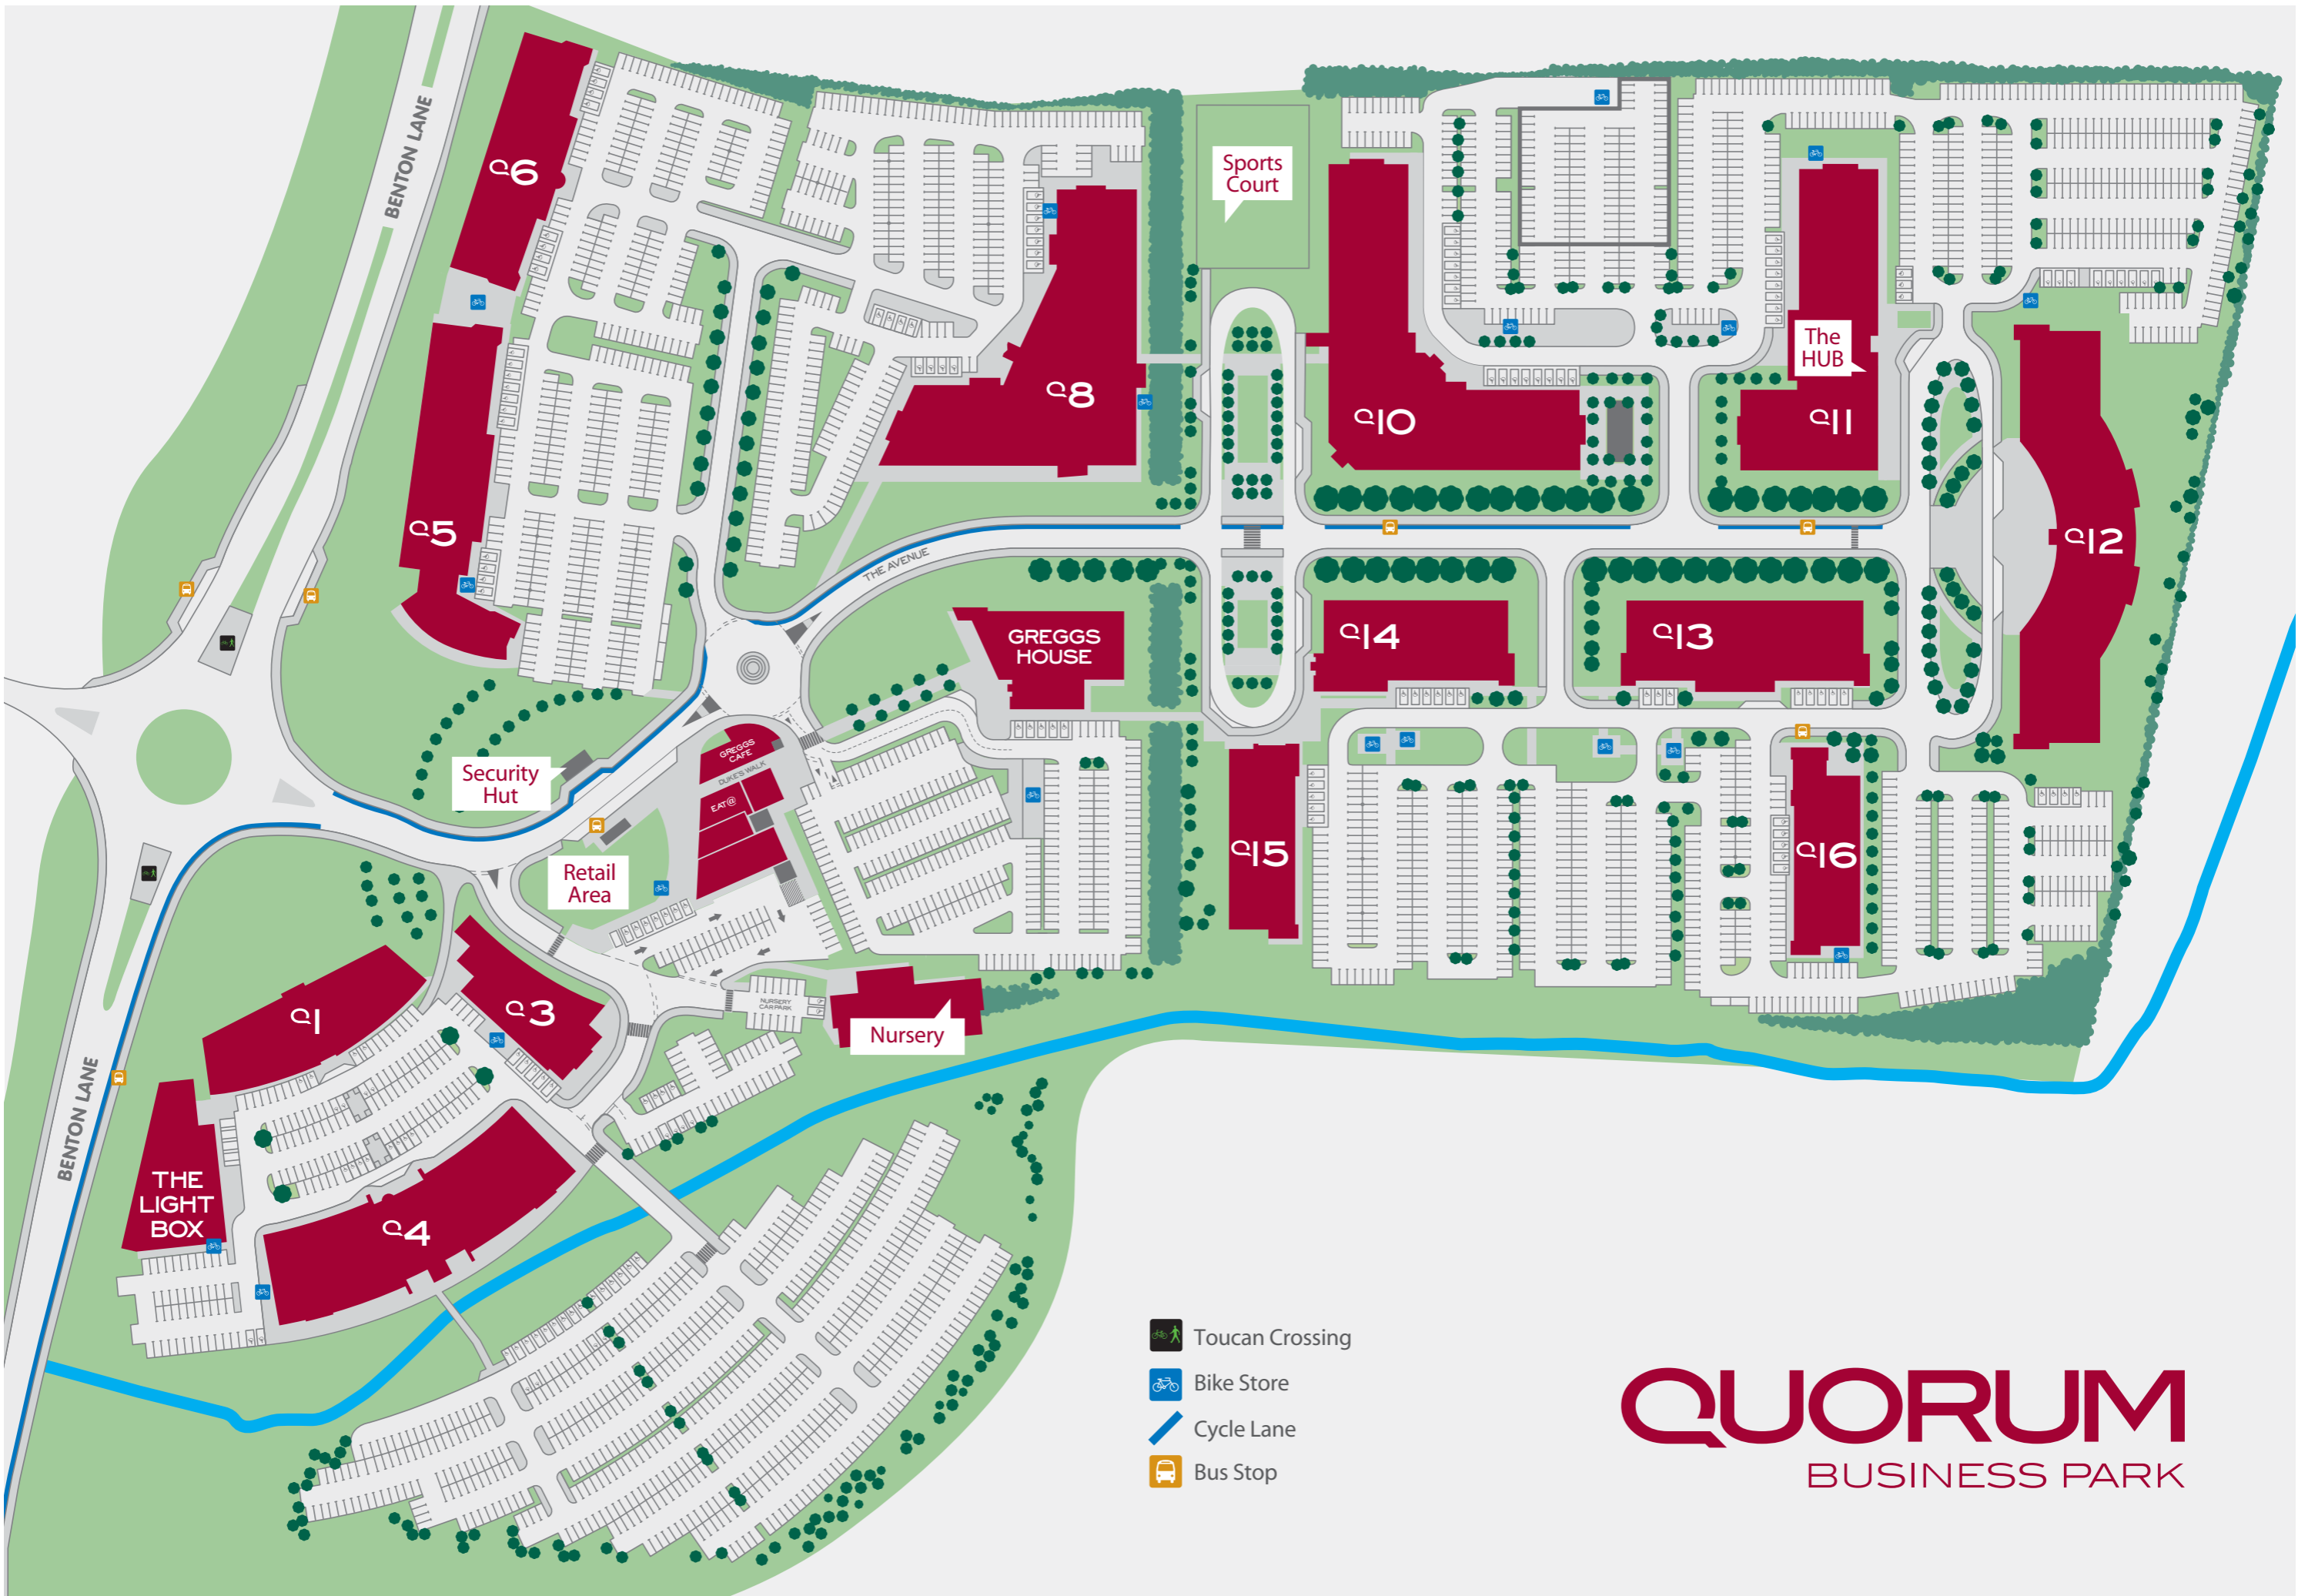 BENTON LANE
Q6
Sports
Court
Q8
Q10
The
HUB
Q11
Q5
THE AVENUE
Q12
GREGGS
HOUSE
Q14
Q13
Security
Hut
GREGGS
CAFE
DUKE'S WALK
EAT@
Retail
Area
Q15
Q16
Q1
Q3
NURSERY
CAR PARK
Nursery
BENTON LANE
THE
LIGHT
BOX
Q4
Toucan Crossing
Bike Store
Cycle Lane
Bus Stop
QUORUM
BUSINESS PARK